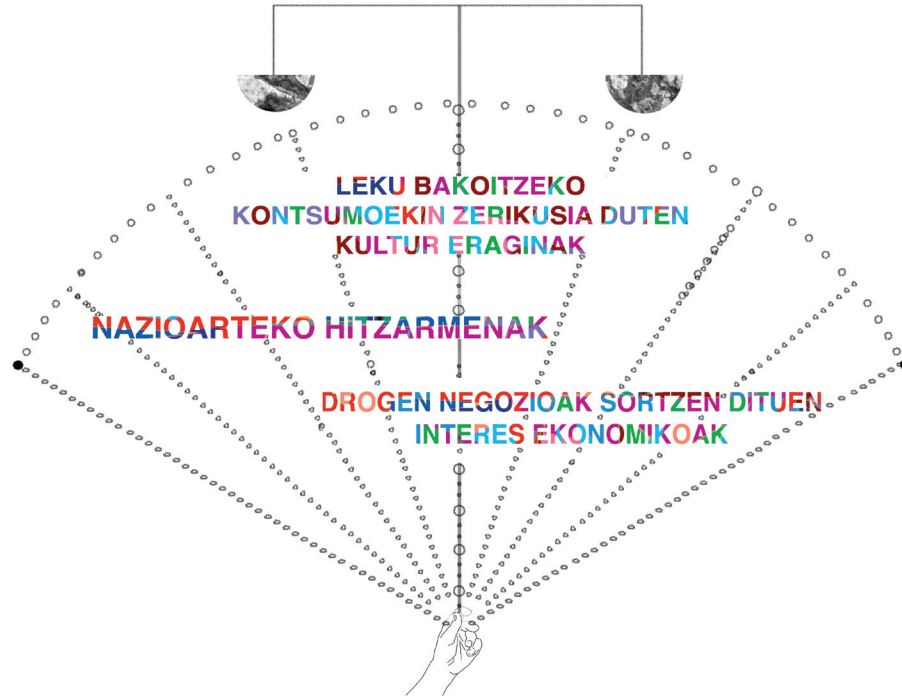 LEKU BAKOITZEKO
KONTSUMOEKIN ZERIKUSIA DUTEN
KULTUR ERAGINAK
NAZIOARTEKO HITZARMENAK
DROGEN NEGOZIOAK SORTZEN DITUEN
INTERES EKONOMIKOAK